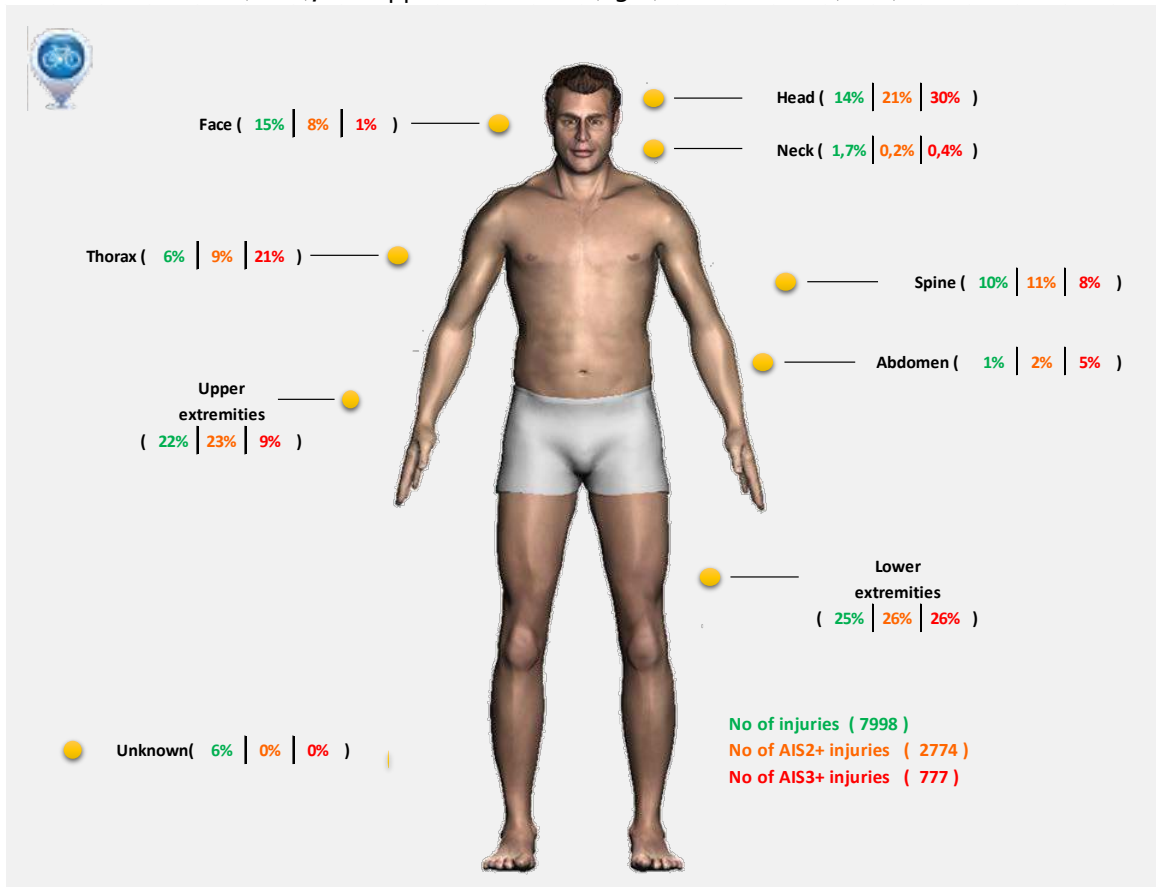 Head ( 14% | 21% | 30% )
Face ( 15% | 8% | 1% )
Neck ( 1,7% | 0,2% | 0,4% )
Thorax ( 6% | 9% | 21% )
Spine ( 10% | 11% | 8% )
Abdomen ( 1% | 2% | 5% )
Upper
extremities
( 22% | 23% | 9% )
Lower
extremities
( 25% | 26% | 26% )
No of injuries ( 7998 )
No of AIS2+ injuries ( 2774 )
No of AIS3+ injuries ( 777 )
Unknown( 6% | 0% | 0% )